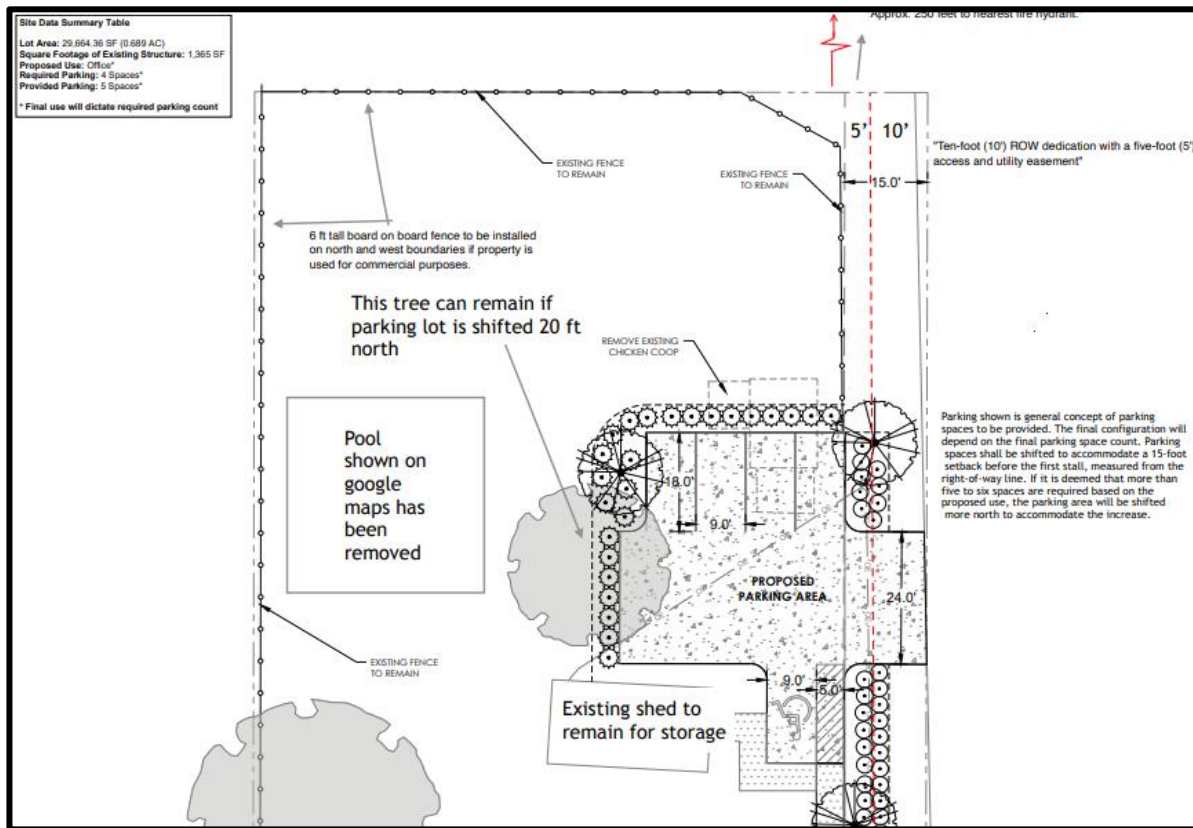 Site Data Summary Table
Lot Area: 29,664.36 SF (0.689 AC)
Square Footage of Existing Structure: 1,365 SF
Proposed Use: Office*
Required Parking: 4 Spaces*
Provided Parking: 5 Spaces*
* Final use will dictate required parking count
Approx. 250 feet to nearest fire hydrant."
5' 10'
"Ten-foot (10') ROW dedication with a five-foot (5')
access and utility easement"
15.0'
EXISTING FENCE
TO REMAIN
EXISTING FENCE
TO REMAIN
6 ft tall board on board fence to be installed
on north and west boundaries if property is
used for commercial purposes.
This tree can remain if
parking lot is shifted 20 ft
north
REMOVE EXISTING
CHICKEN COOP
Pool
shown on
google
maps has
been
removed
Parking shown is general concept of parking
spaces to be provided. The final configuration will
depend on the final parking space count. Parking
spaces shall be shifted to accommodate a 15-foot
setback before the first stall, measured from the
right-of-way line. If it is deemed that more than
five to six spaces are required based on the
proposed use, the parking area will be shifted
more north to accommodate the increase.
18.0'
9.0'
PROPOSED
PARKING AREA
24.0'
EXISTING FENCE
TO REMAIN
9.0'
5.0'
Existing shed to
remain for storage